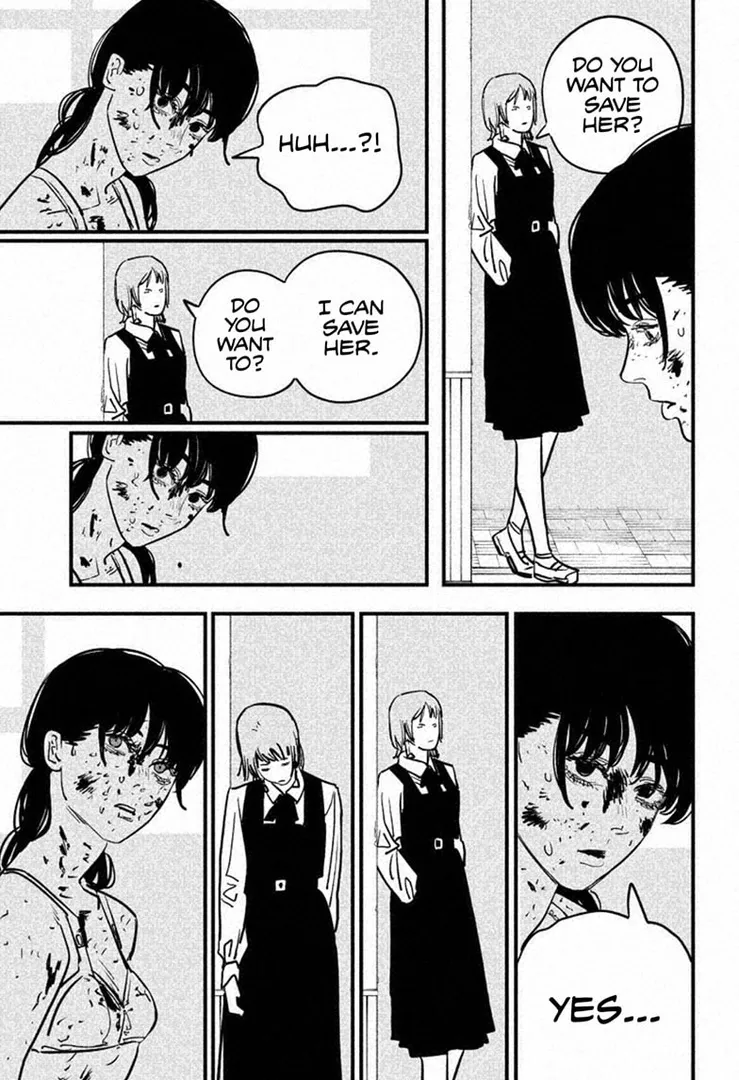 DO YOU
WANT TO
SAVE
HER?
HUH...?!
I CAN
SAVE
HER.
DO
YOU
WANT
TO?
YES...